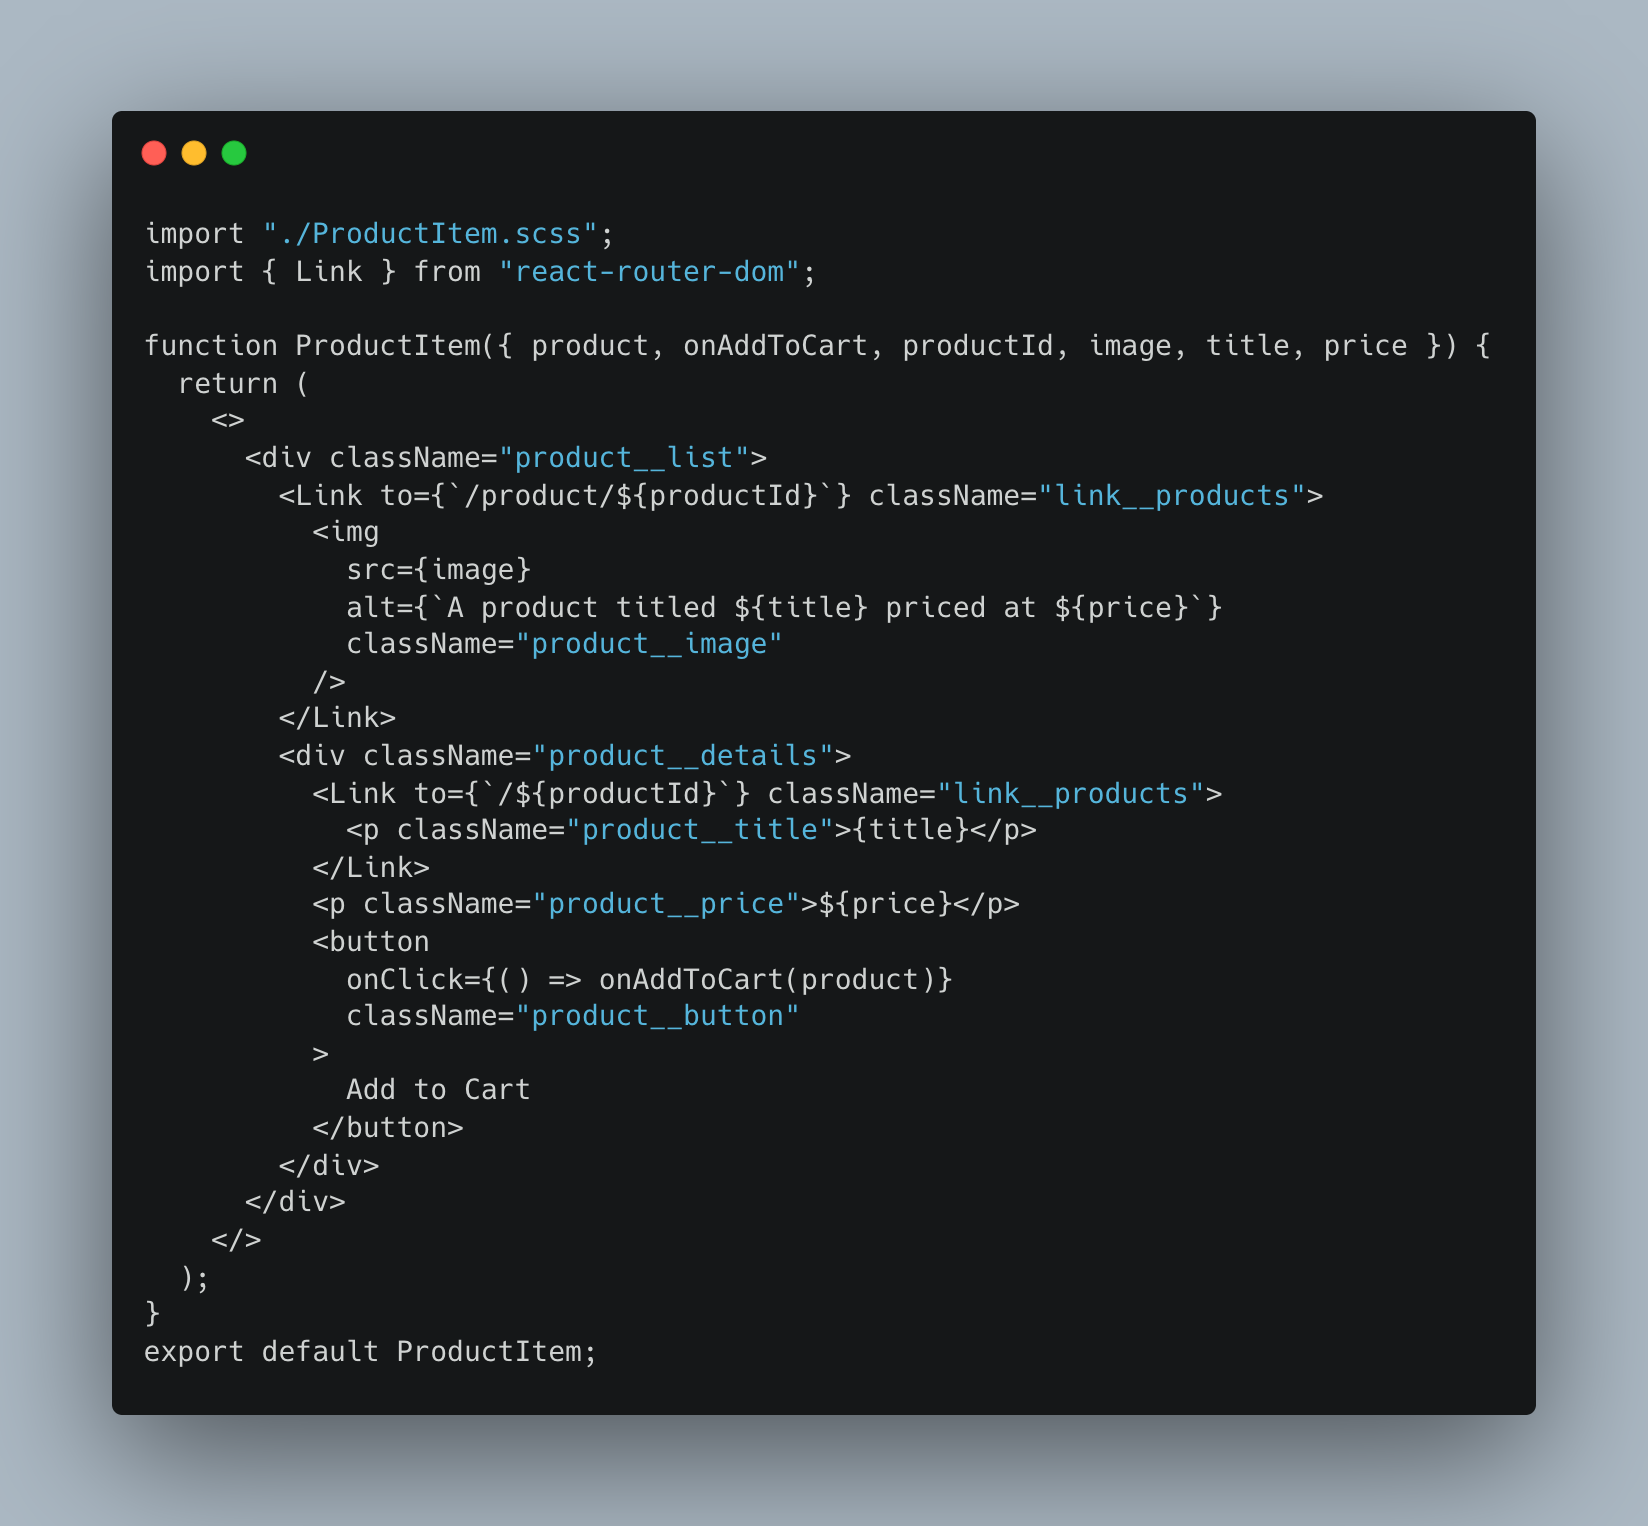 import "./ProductItem.scss";
import { Link } from "react-router-dom";

function ProductItem({ product, onAddToCart, productId, image, title, price }) {
  return (
    <>
      <div className="product__list">
        <Link to={`/product/${productId}`} className="link__products">
          <img
            src={image}
            alt={`A product titled ${title} priced at ${price}`}
            className="product__image"
          />
        </Link>
        <div className="product__details">
          <Link to={`/${productId}`} className="link__products">
            <p className="product__title">{title}</p>
          </Link>
          <p className="product__price">${price}</p>
          <button
            onClick={() => onAddToCart(product)}
            className="product__button"
          >
            Add to Cart
          </button>
        </div>
      </div>
    </>
  );
}
export default ProductItem;